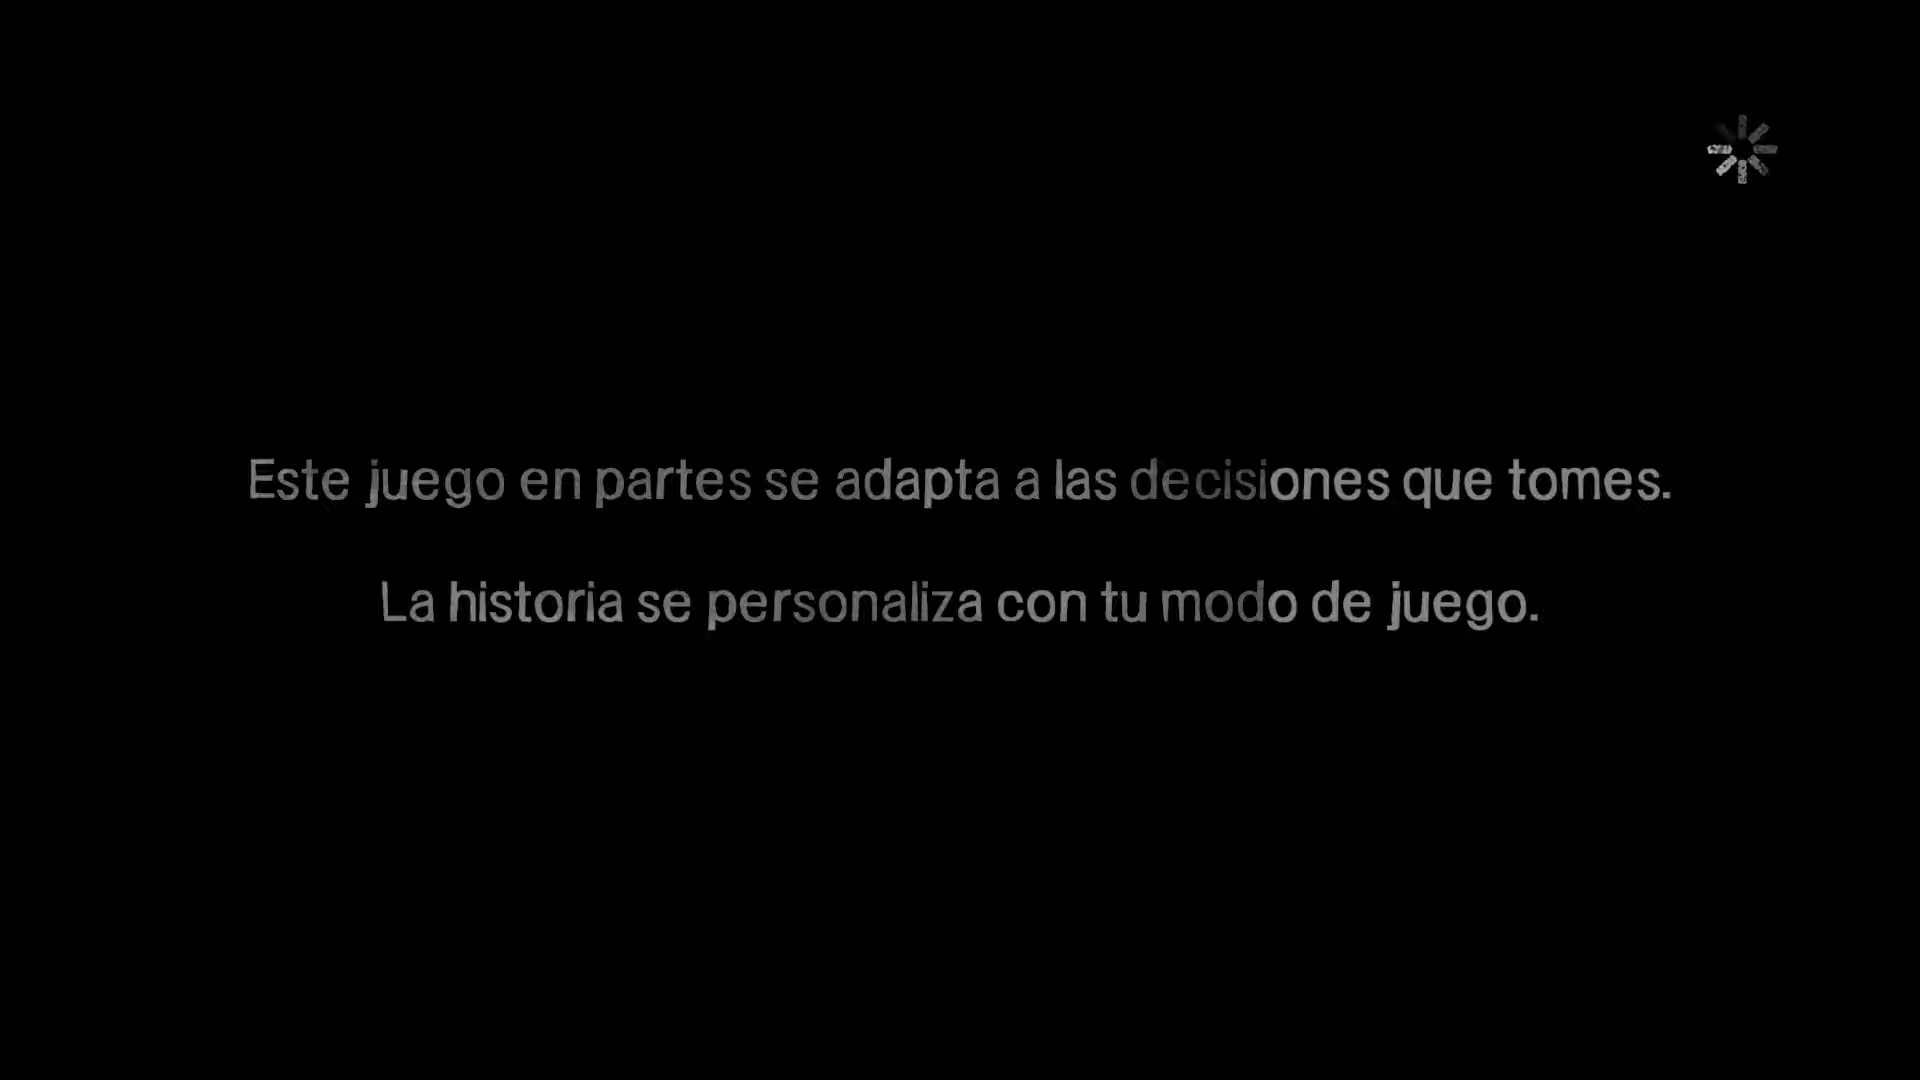 Este juego en partes se adapta a las decisiones que tomes.
La historia se personaliza con tu modo de juego.